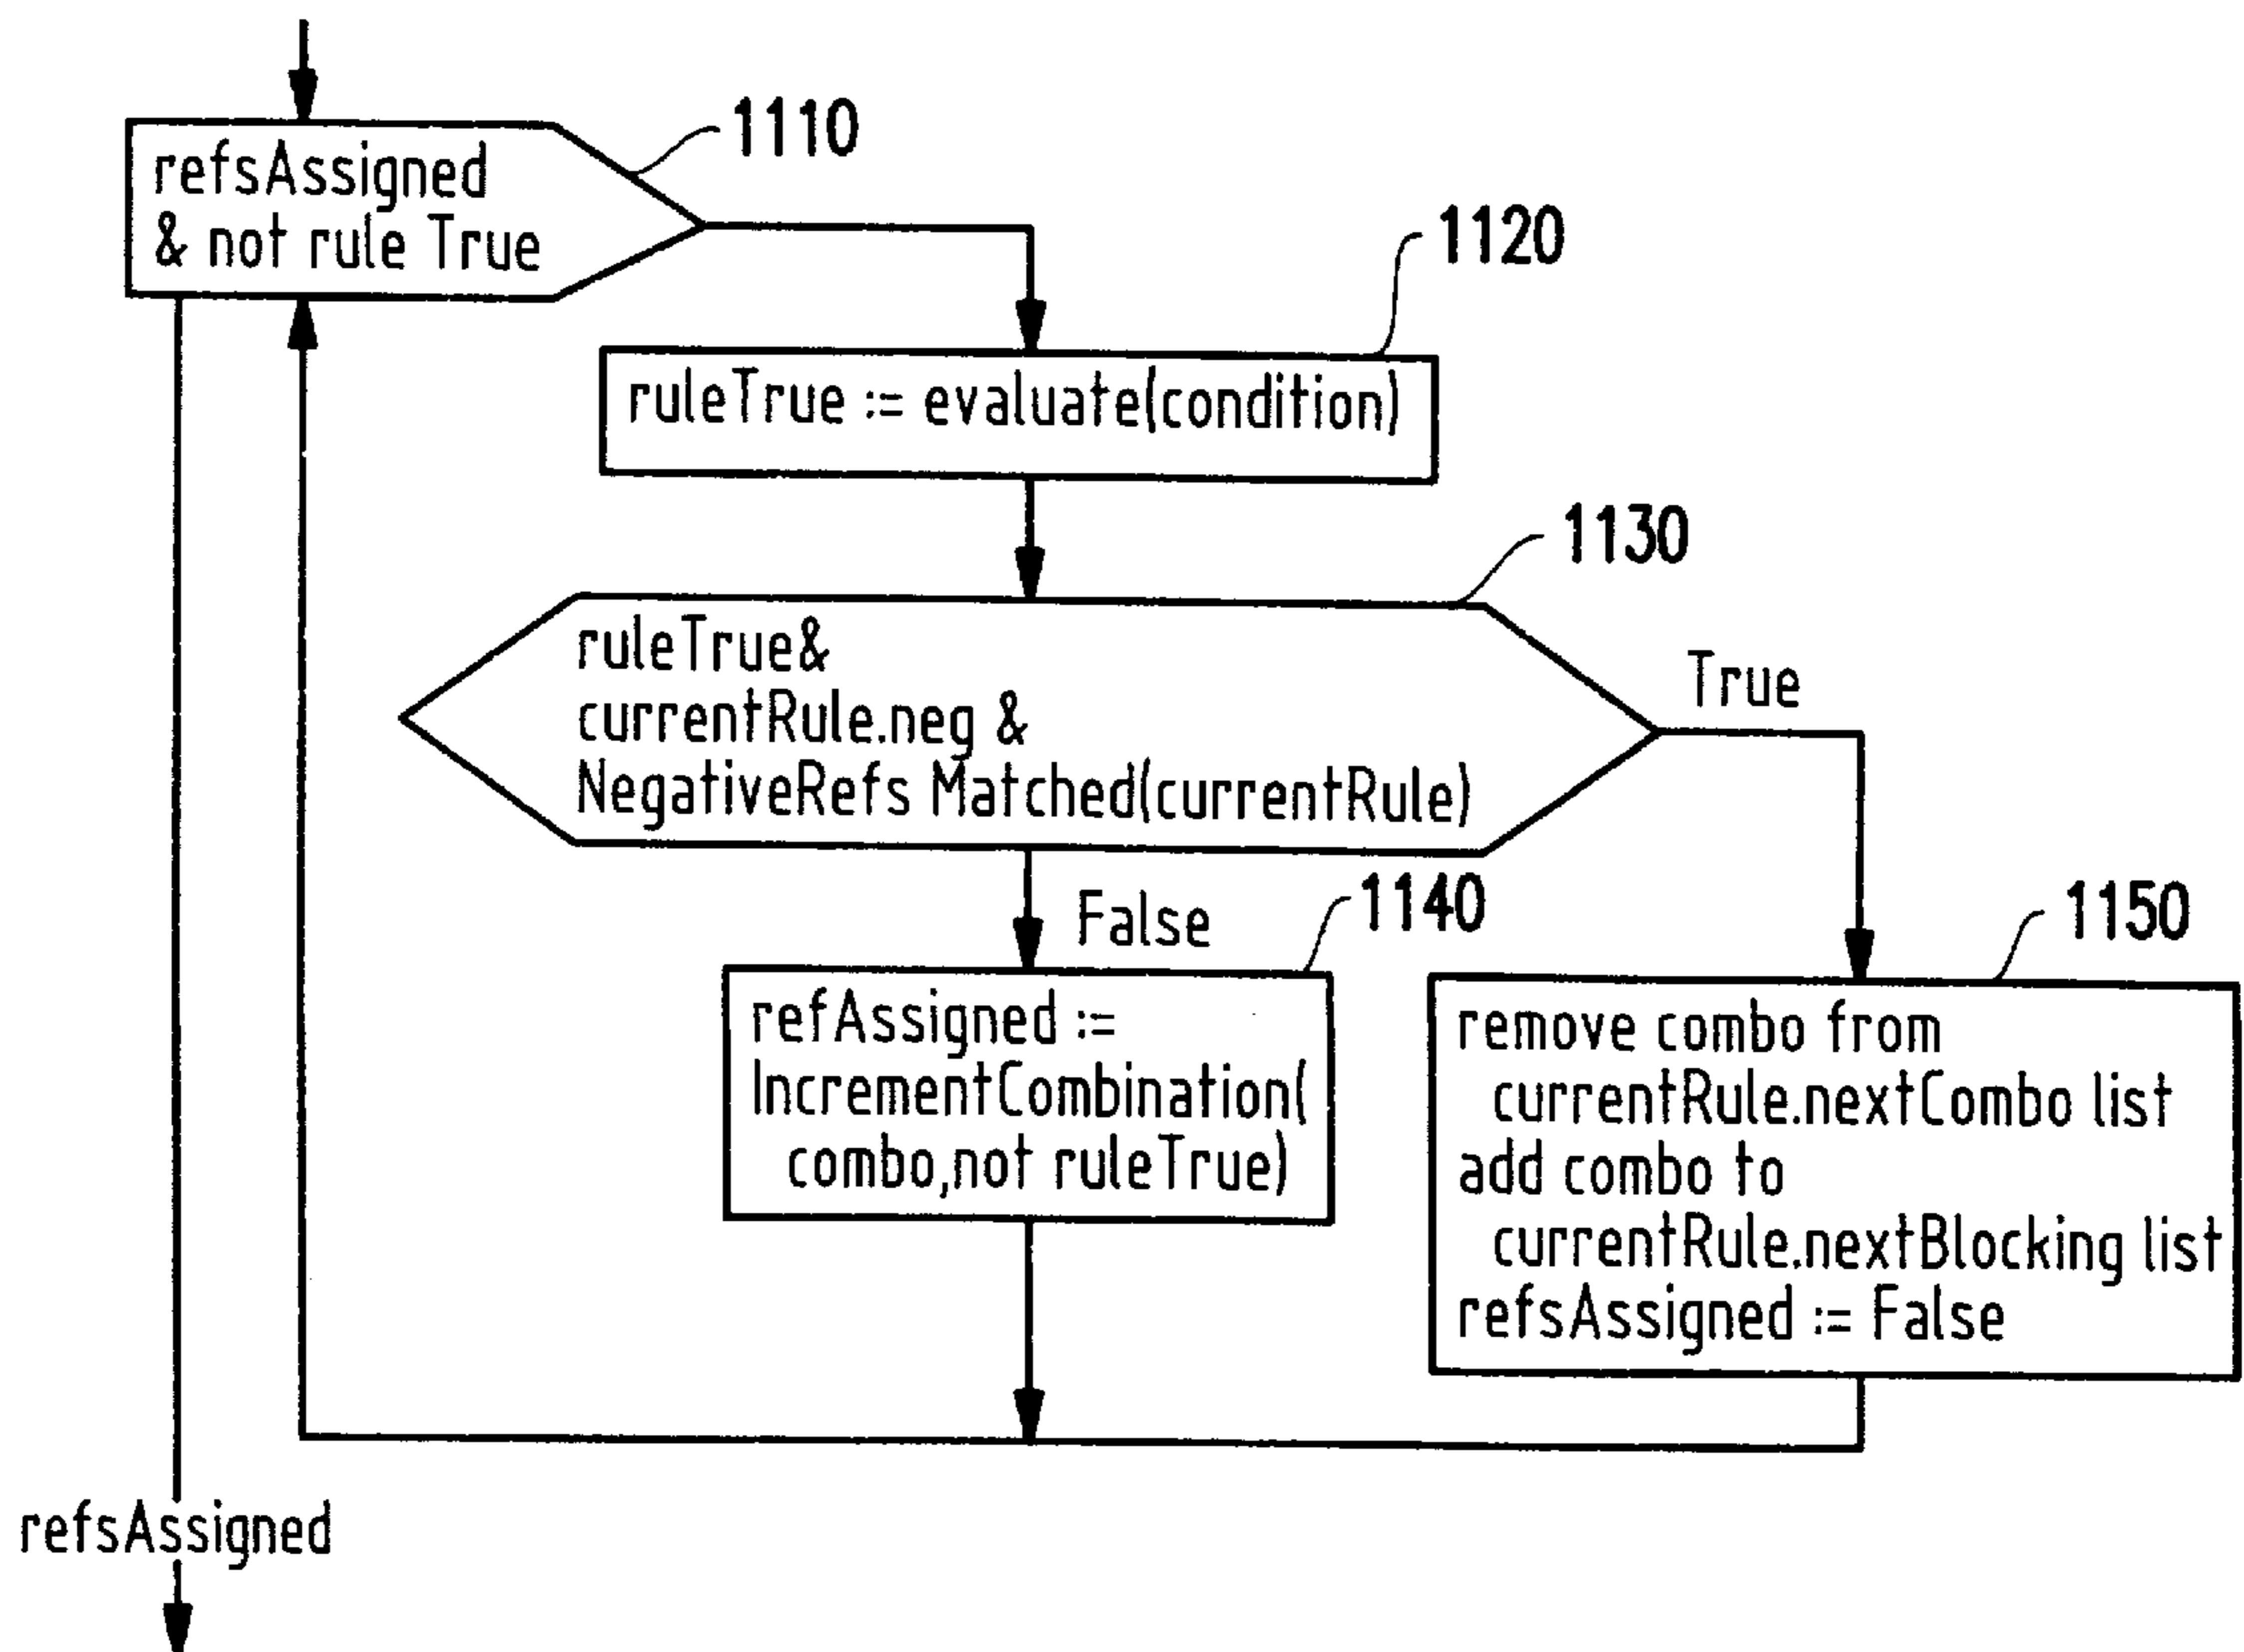 1110
refsAssigned
& not rule True
1120
ruleTrue := evaluate(condition)
1130
ruleTrue&
currentRule.neg &
NegativeRefs Matched(currentRule)
True
False
1140
refAssigned :=
IncrementCombination(
combo,not ruleTrue)
1150
remove combo from
currentRule.nextCombo list
add combo to
currentRule.nextBlocking list
refsAssigned := False
refsAssigned